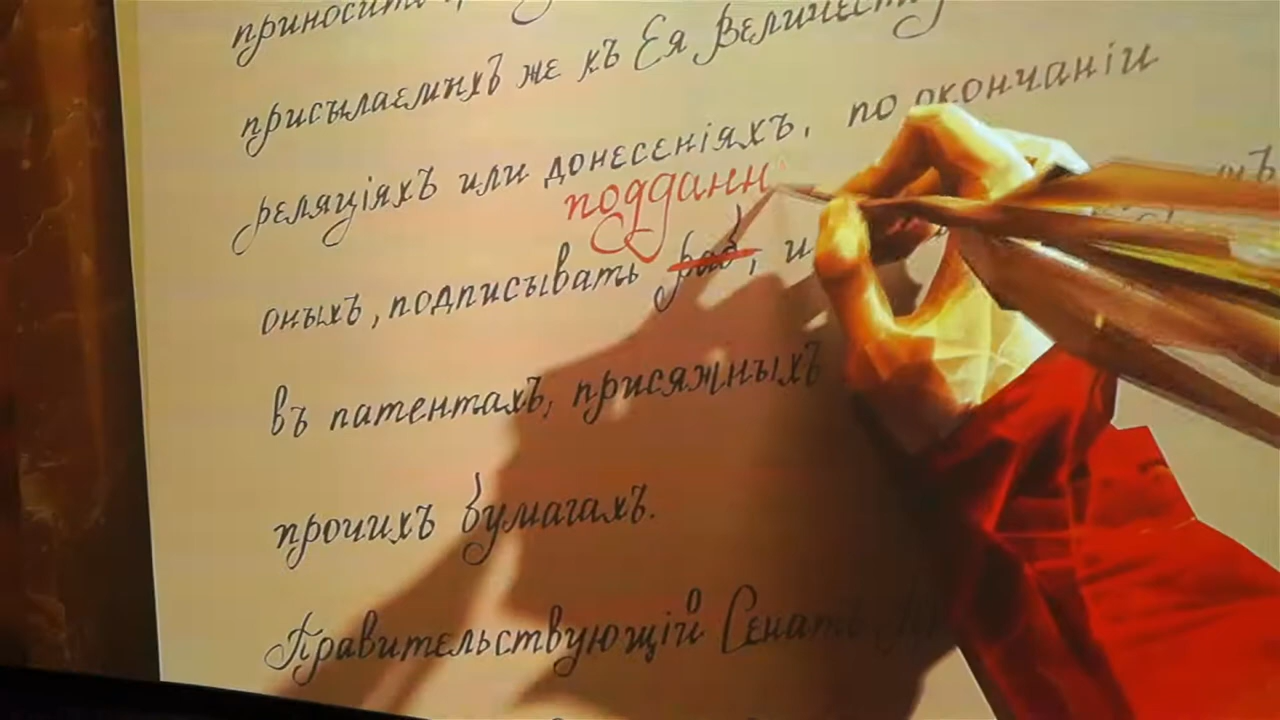 приносить
присылаемыхъ же къ Ея Величеству
реляціяхъ или донесеніяхъ, по окончаніи
поддан
оныхъ, подписывать раб, и
въ патентахъ, присяжныхъ
прочихъ бумагахъ.
Правительствующій Сенатъ